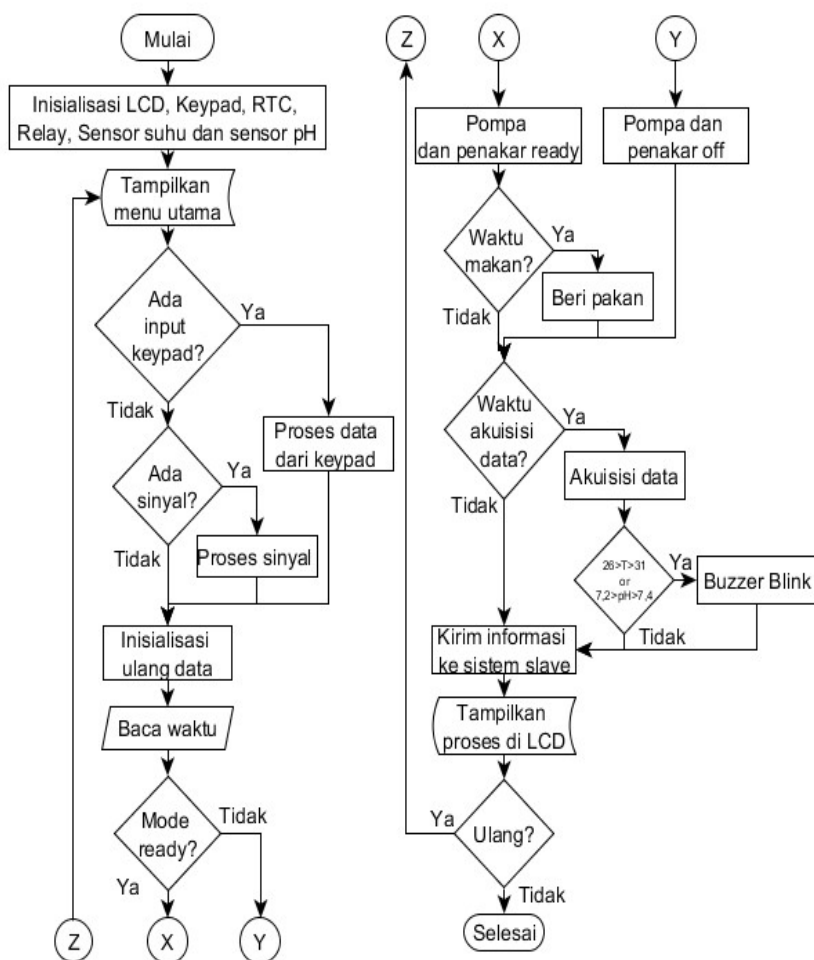 Mulai
Inisialisasi LCD, Keypad, RTC,
Relay, Sensor suhu dan sensor pH
Tampilkan
menu utama
Ada
input
keypad?
Ya
Tidak
Proses data
dari keypad
Ada
sinyal?
Ya
Tidak
Proses sinyal
Inisialisasi
ulang data
Baca waktu
Mode
ready?
Tidak
Ya
Z
X
Y
Z
X
Y
Pompa
dan penakar ready
Pompa dan
penakar off
Waktu
makan?
Ya
Beri pakan
Tidak
Waktu
akuisisi
data?
Ya
Akuisisi data
Tidak
26>T>31
or
7,2>pH>7,4
Ya
Buzzer Blink
Tidak
Kirim informasi
ke sistem slave
Tampilkan
proses di LCD
Ya
Ulang?
Tidak
Selesai